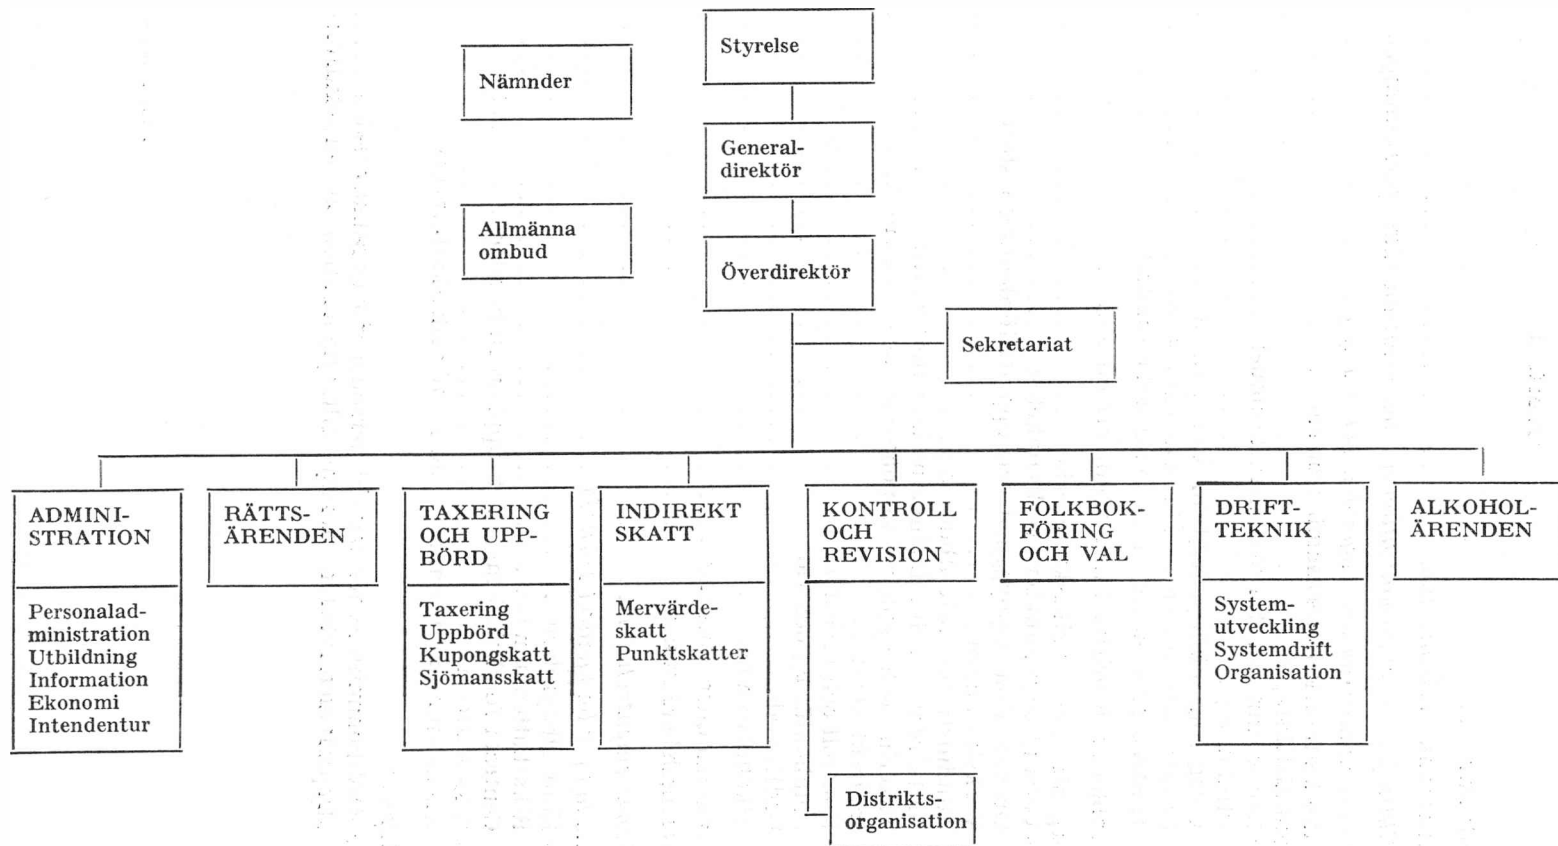 Styrelse
Nämnder
General-
direktör
Allmänna
ombud
Överdirektör
Sekretariat
ADMINI-
STRATION
Personalad-
ministration
Utbildning
Information
Ekonomi
Intendentur
RÄTTS-
ÄRENDEN
TAXERING
OCH UPP-
BÖRD
Taxering
Uppbörd
Kupongskatt
Sjömansskatt
INDIREKT
SKATT
Mervärde-
skatt
Punktskatter
KONTROLL
OCH
REVISION
Distrikts-
organisation
FOLKBOK-
FÖRING
OCH VAL
DRIFT-
TEKNIK
System-
utveckling
Systemdrift
Organisation
ALKOHOL-
ÄRENDEN